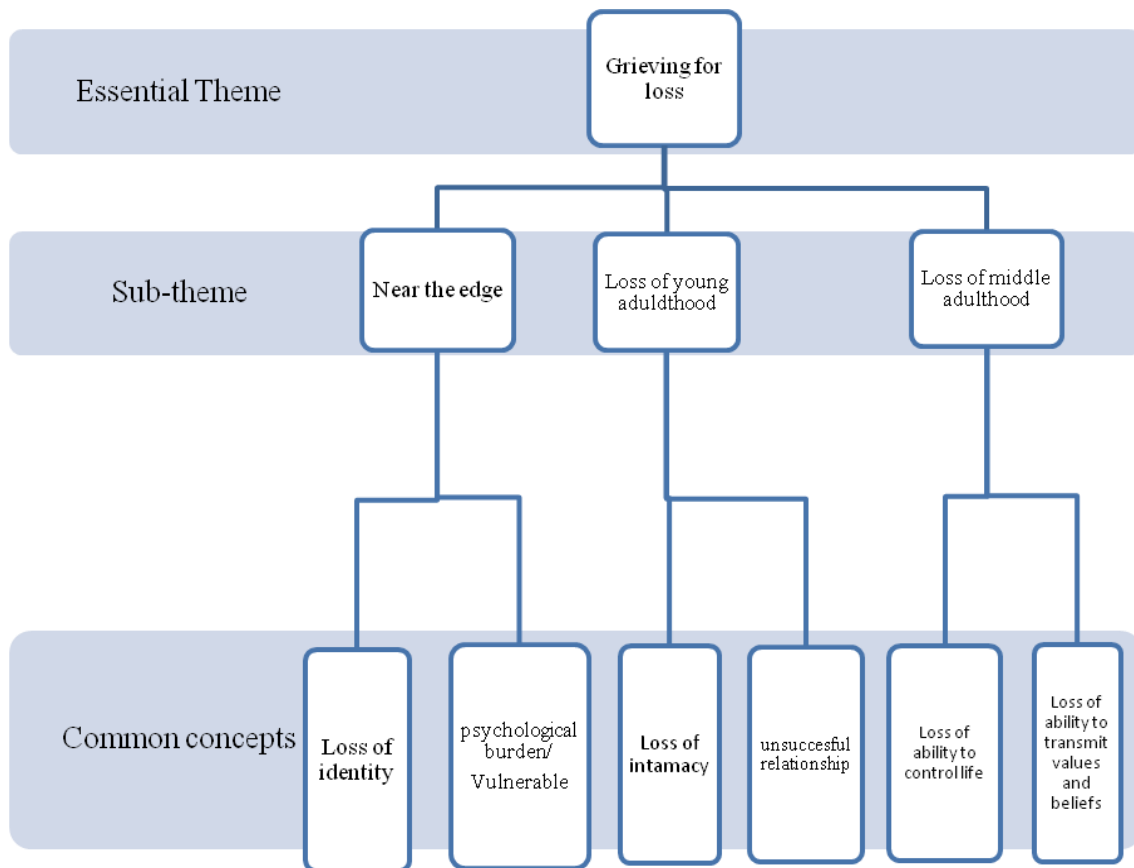 Essential Theme
Grieving for
loss
Sub-theme
Near the edge
Loss of young
aduldthood
Loss of middle
adulthood
Common concepts
Loss of
identity
psychological
burden/
Vulnerable
Loss of
intamacy
unsuccesful
relationship
Loss of
ability to
control life
Loss of
ability to
transmit
values
and
beliefs